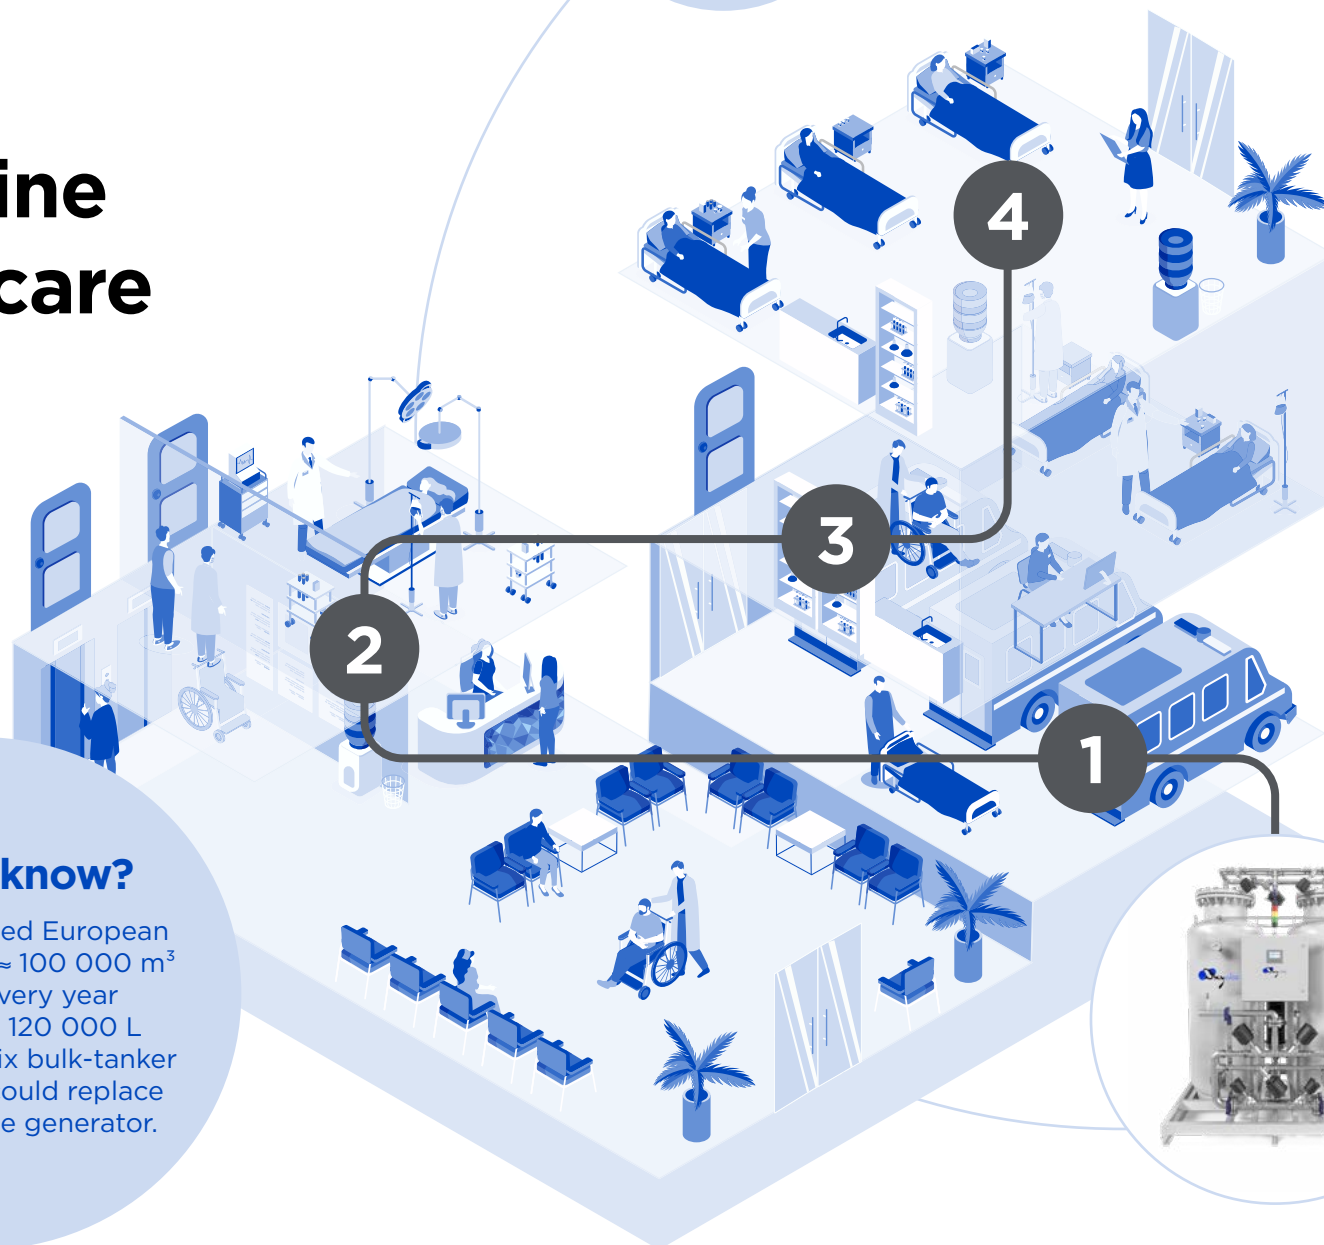 ine
care
4
3
2
1
know?
ed European
≈ 100 000 m³
very year
120 000 L
ix bulk-tanker
ould replace
e generator.